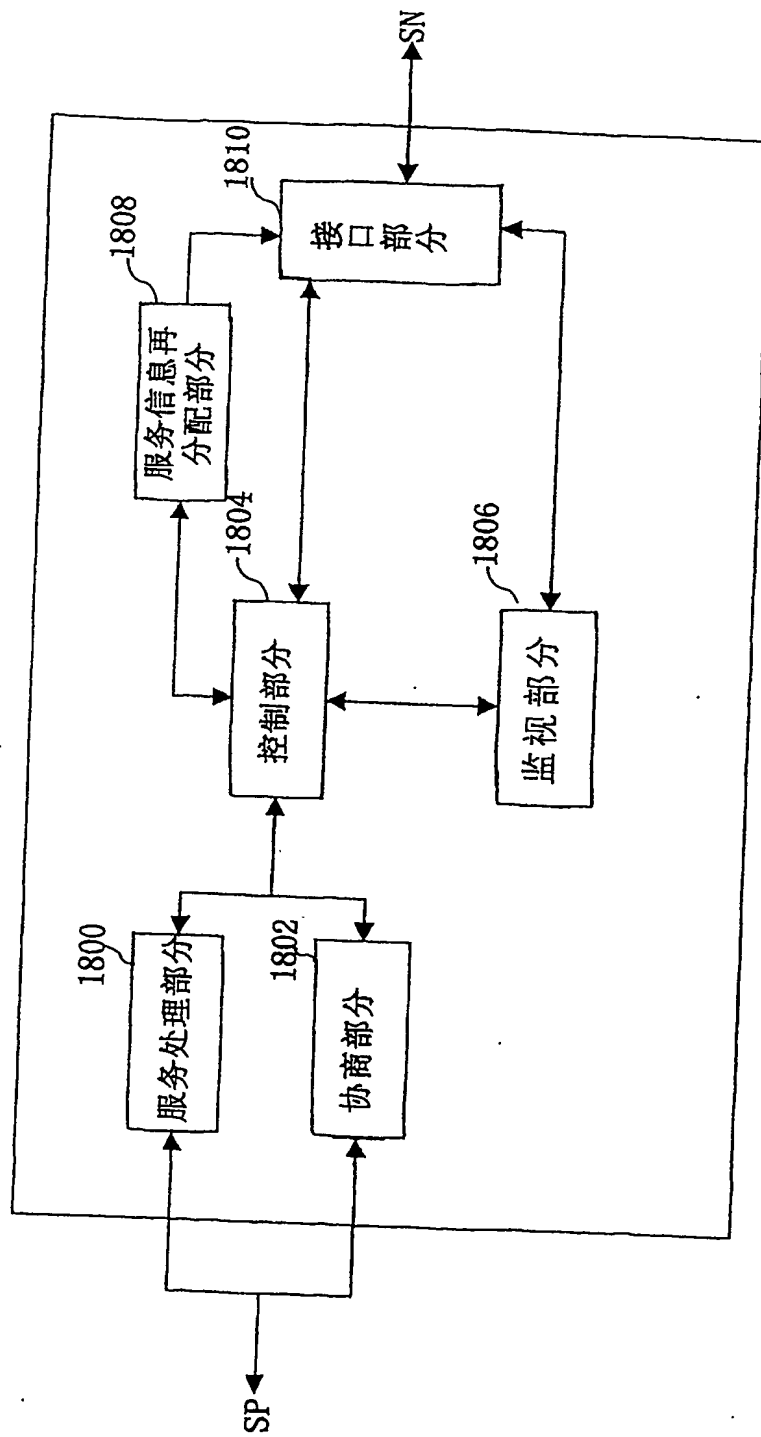 SP
1800
服务处理部分
1802
协商部分
1804
控制部分
1806
监视部分
1808
服务信息再
分配部分
1810
接口部分
SN